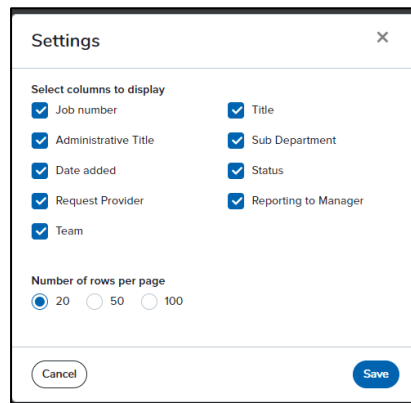 Settings
Select columns to display
Job number
Title
Administrative Title
Sub Department
Date added
Status
Request Provider
Reporting to Manager
Team
Number of rows per page
20 50 100
Cancel
Save